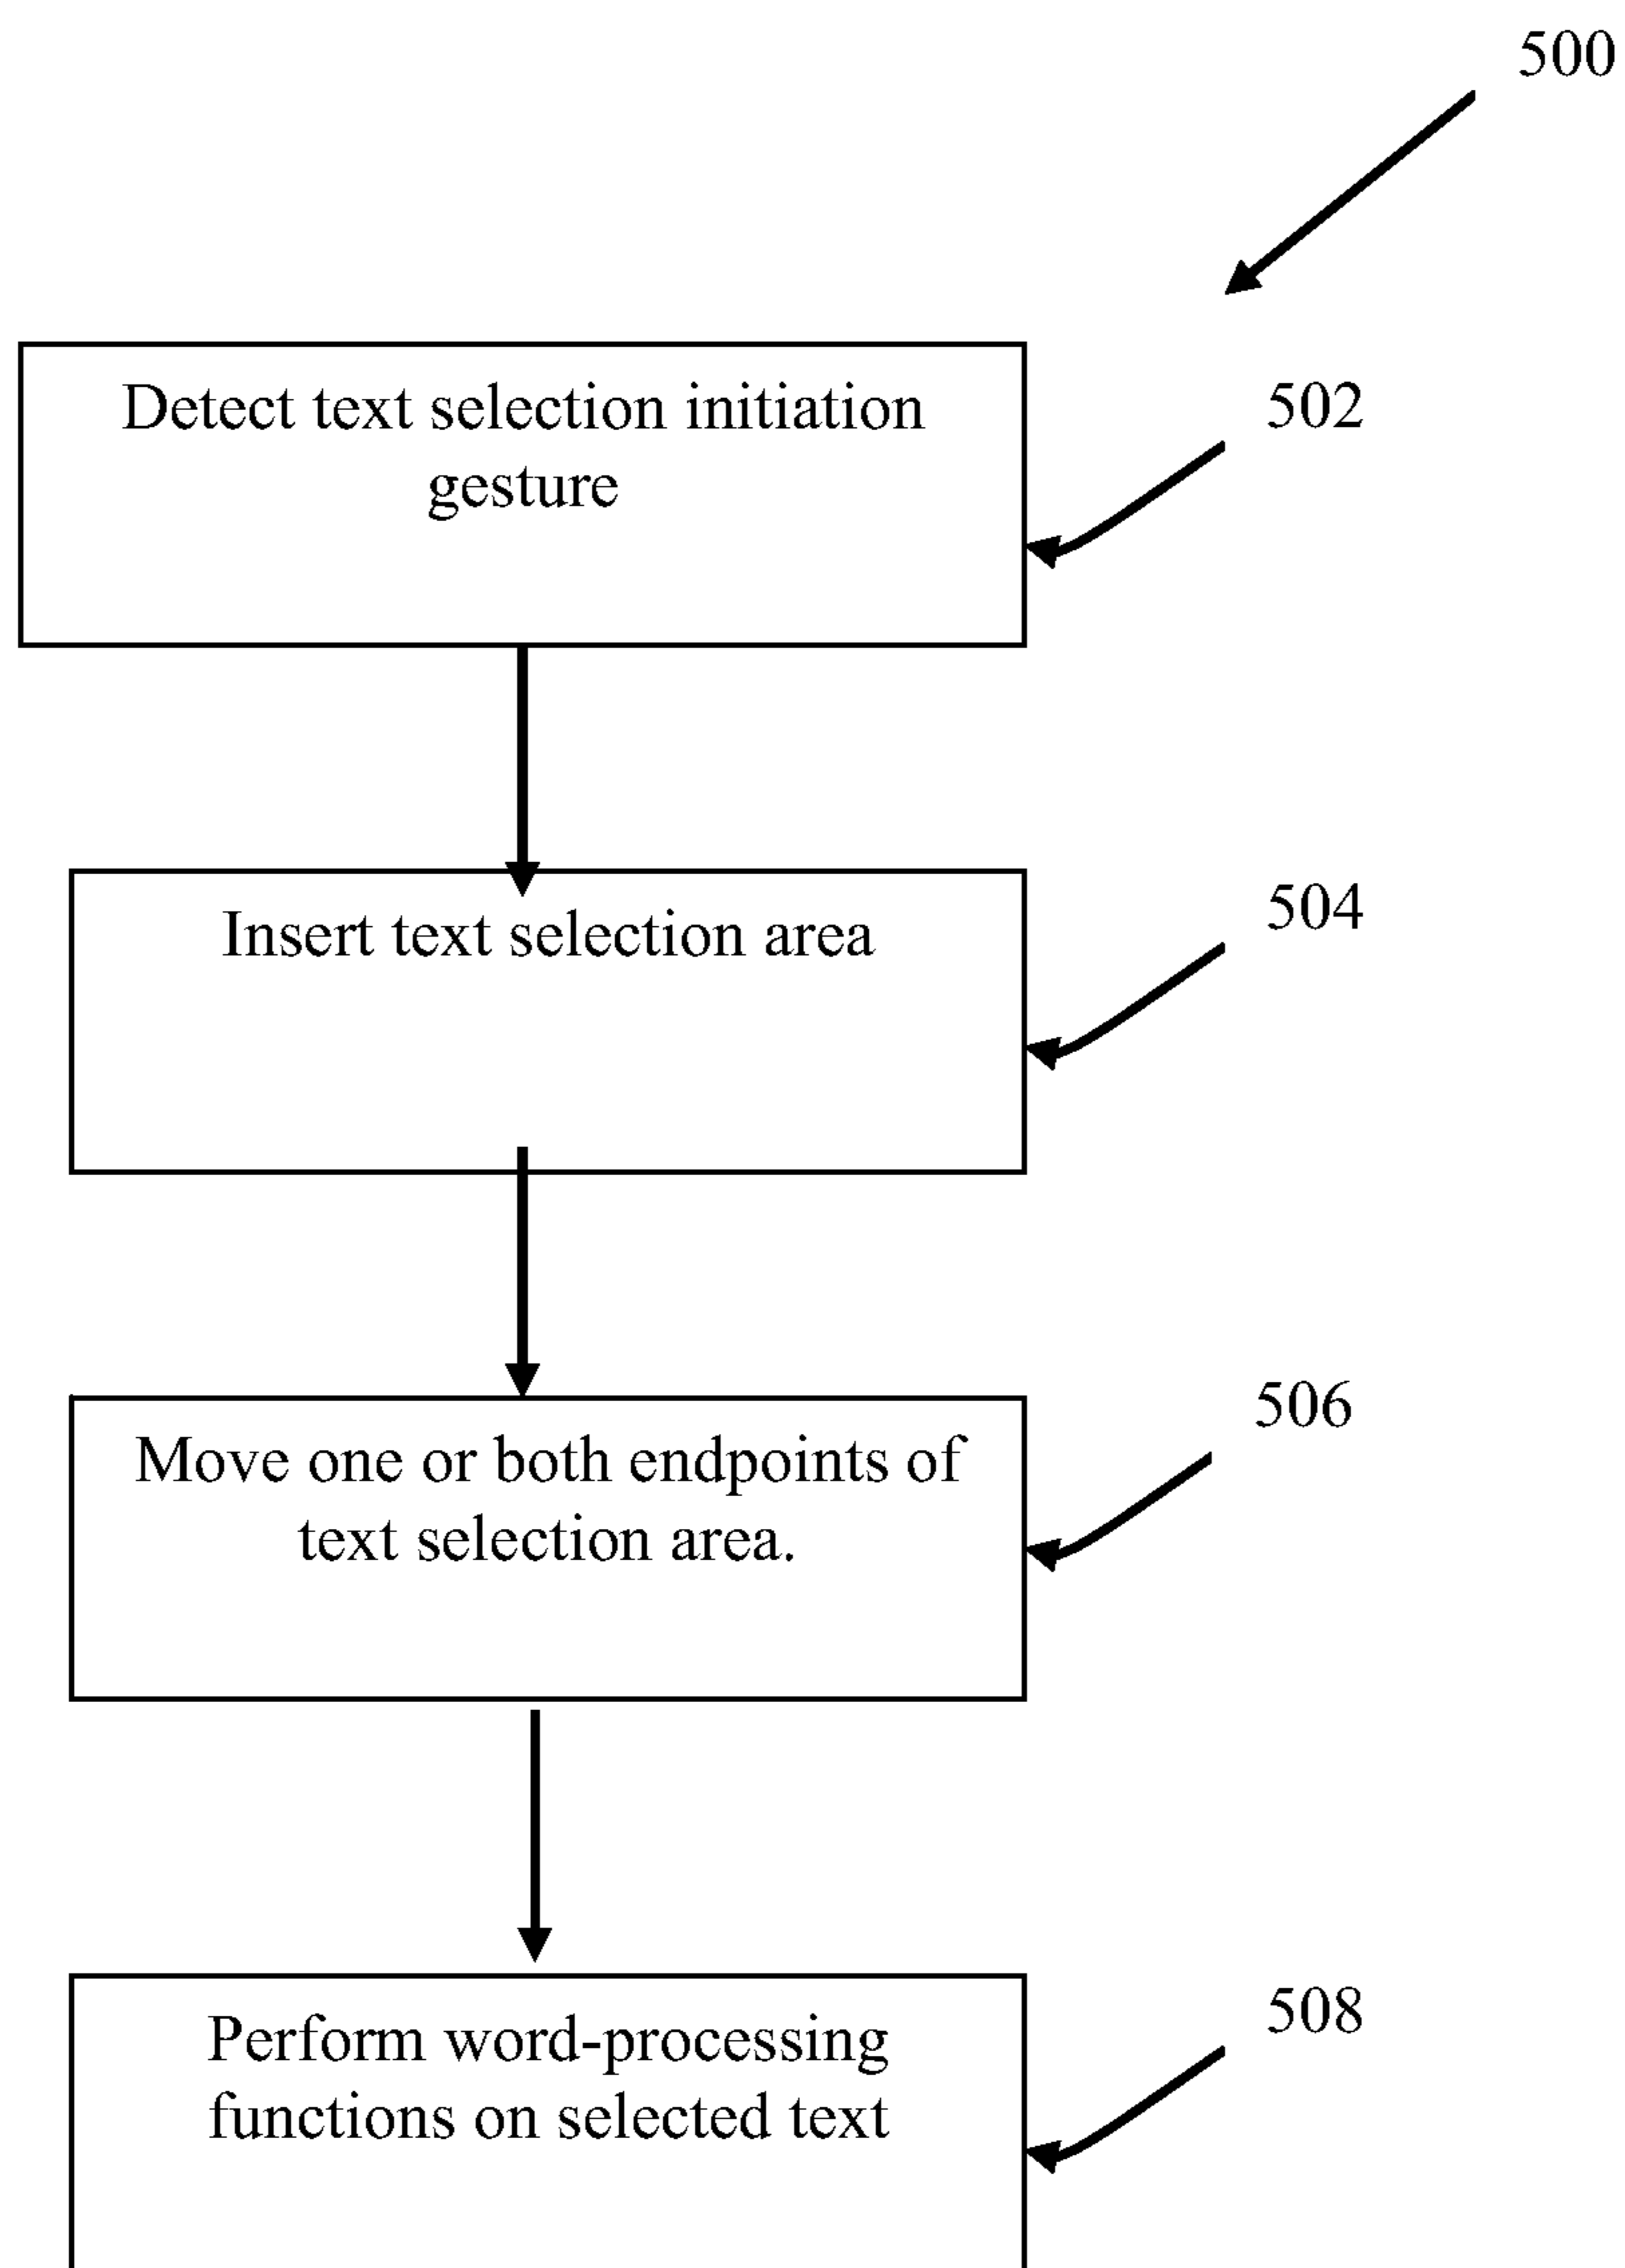 500
Detect text selection initiation
gesture
502
Insert text selection area
504
Move one or both endpoints of
text selection area.
506
Perform word-processing
functions on selected text
508